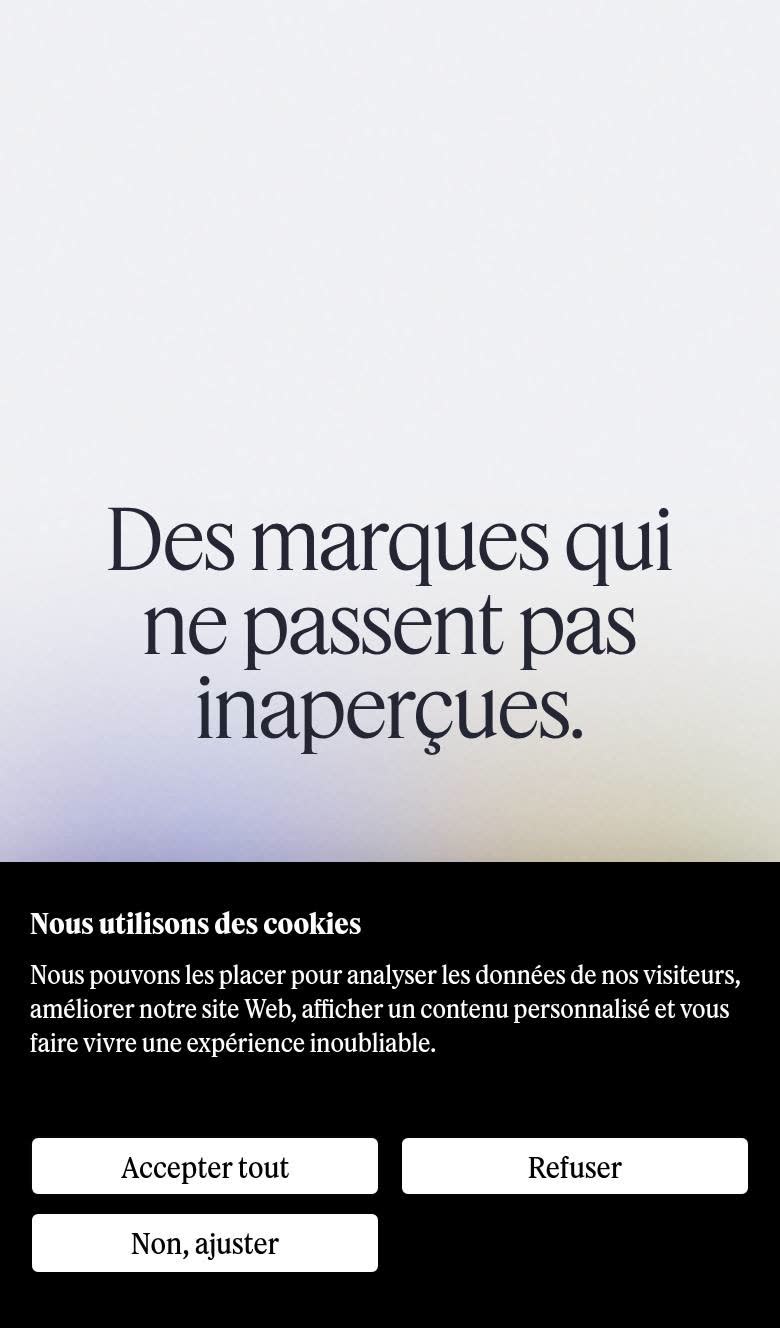 Des marques qui
ne passent pas
inaperçues.
Nous utilisons des cookies
Nous pouvons les placer pour analyser les données de nos visiteurs,
améliorer notre site Web, afficher un contenu personnalisé et vous
faire vivre une expérience inoubliable.
Accepter tout
Refuser
Non, ajuster